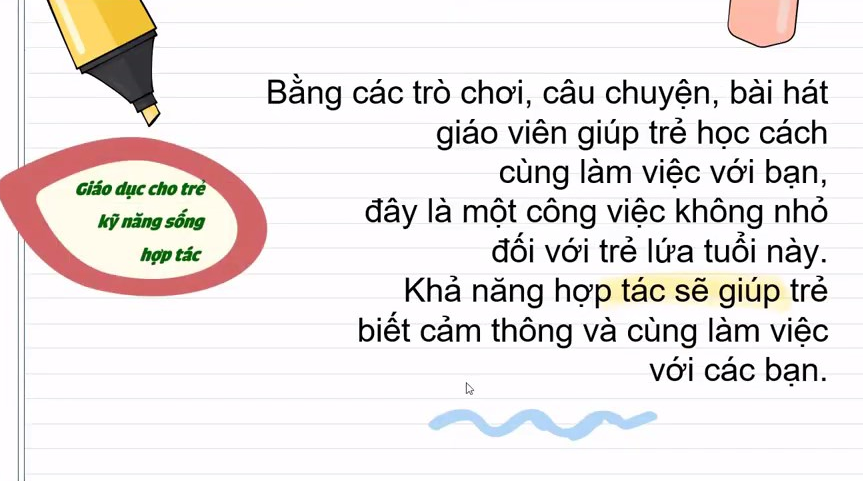 Giáo dục cho trẻ
kỹ năng sống
hợp tác
Bằng các trò chơi, câu chuyện, bài hát
giáo viên giúp trẻ học cách
cùng làm việc với bạn,
đây là một công việc không nhỏ
đối với trẻ lứa tuổi này.
Khả năng hợp tác sẽ giúp trẻ
biết cảm thông và cùng làm việc
với các bạn.